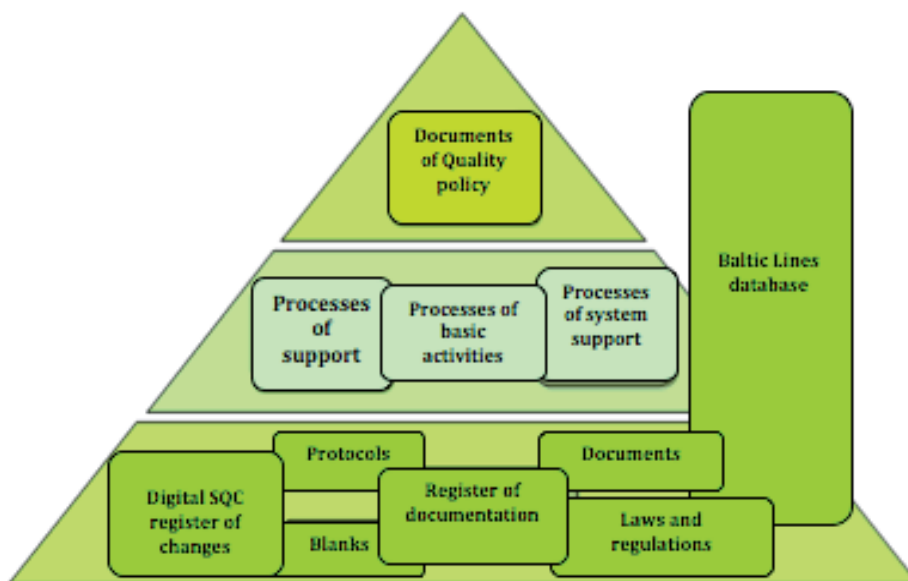 Documents
of Quality
policy
Baltic Lines
database
Processes
of
support
Processes of
basic
activities
Processes
of system
support
Protocols
Documents
Digital SQC
register of
changes
Register of
documentation
Blanks
Laws and
regulations